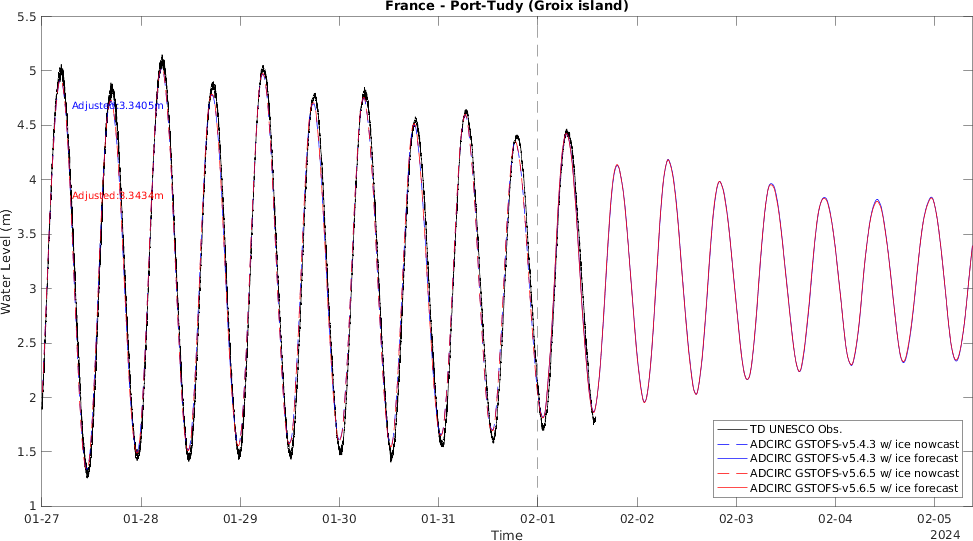 France - Port-Tudy (Groix island)
5.5
5
4.5
4
3.5
3
2.5
2
1.5
1
Water Level (m)
Adjusted:3.3405m
Adjusted:3.3434m
TD UNESCO Obs.
ADCIRC GSTOFS-v5.4.3 w/ ice nowcast
ADCIRC GSTOFS-v5.4.3 w/ ice forecast
ADCIRC GSTOFS-v5.6.5 w/ ice nowcast
ADCIRC GSTOFS-v5.6.5 w/ ice forecast
01-27 01-28 01-29 01-30 01-31 02-01 02-02 02-03 02-04 02-05
Time
2024